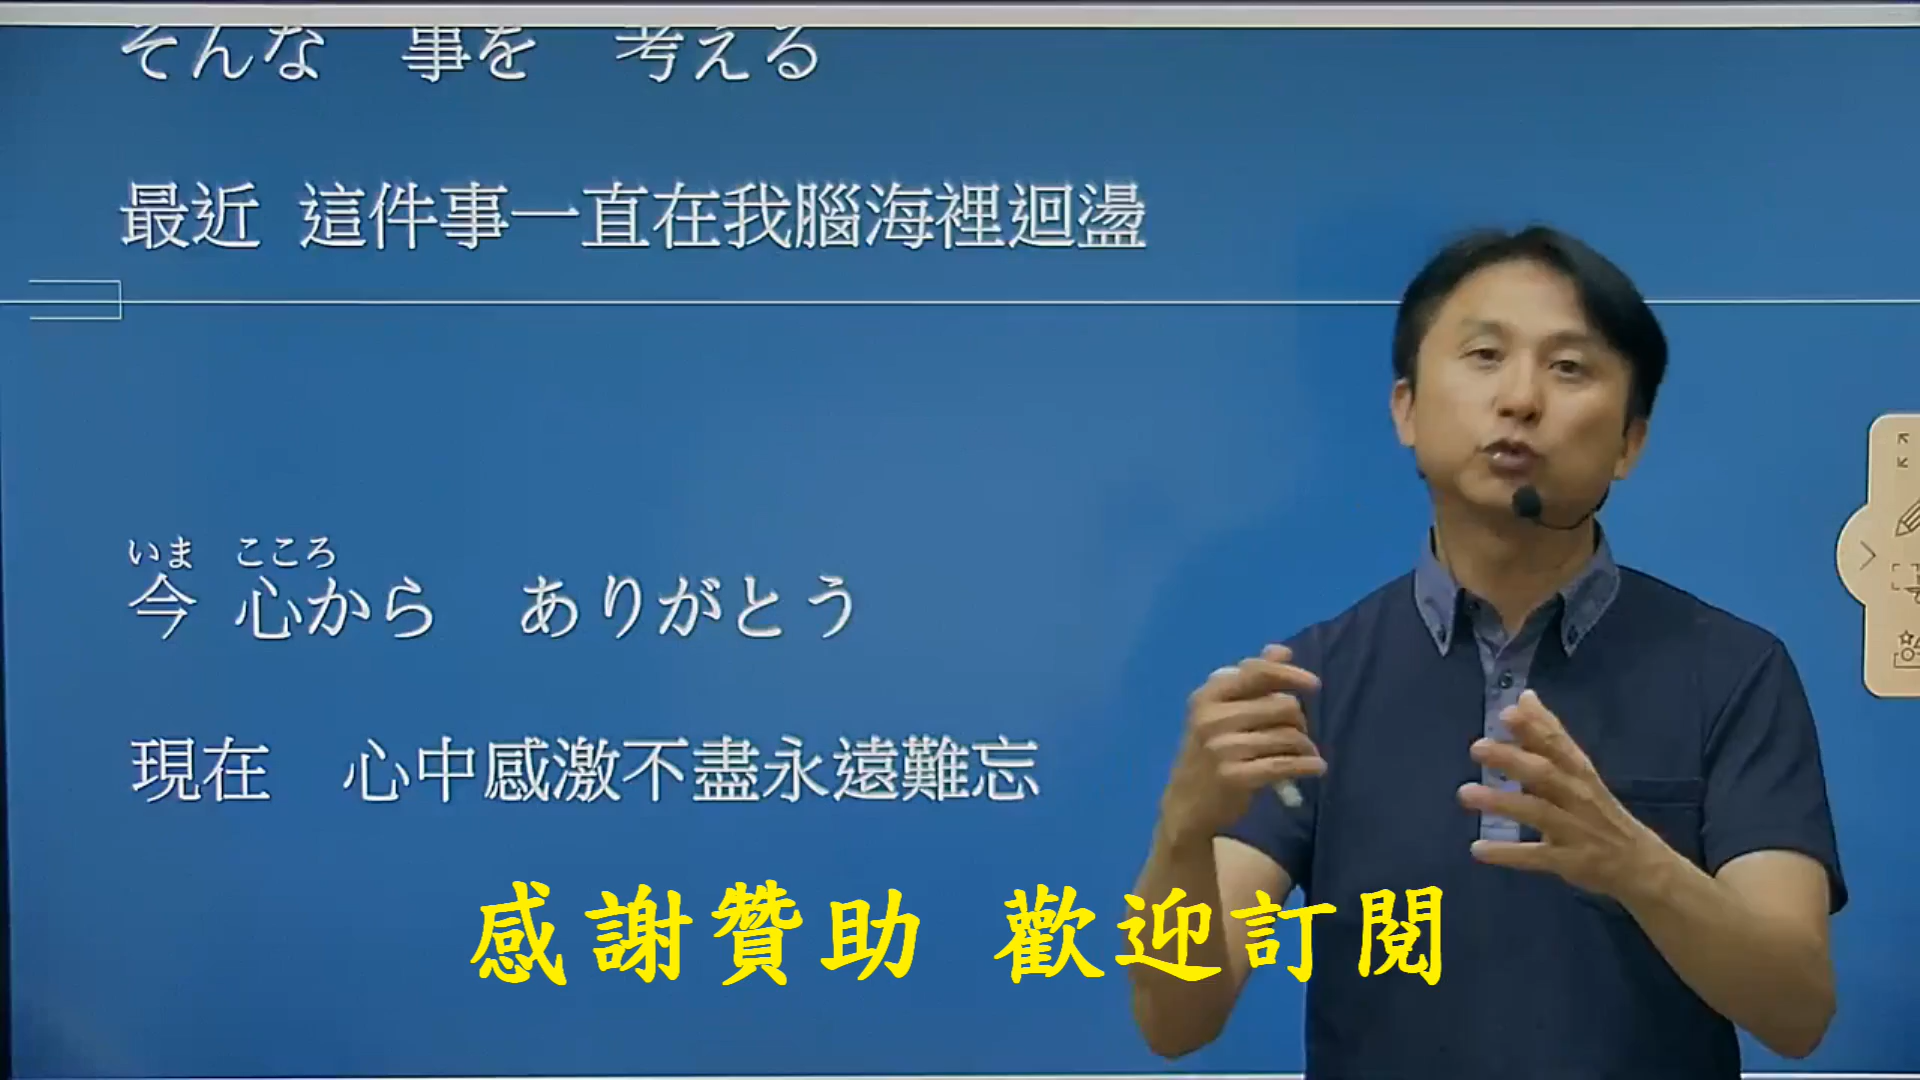 そんな　事を　考える
最近 這件事一直在我腦海裡迴盪
いま こころ
今 心から　ありがとう
現在　心中感激不盡永遠難忘
感謝贊助 歡迎訂閱